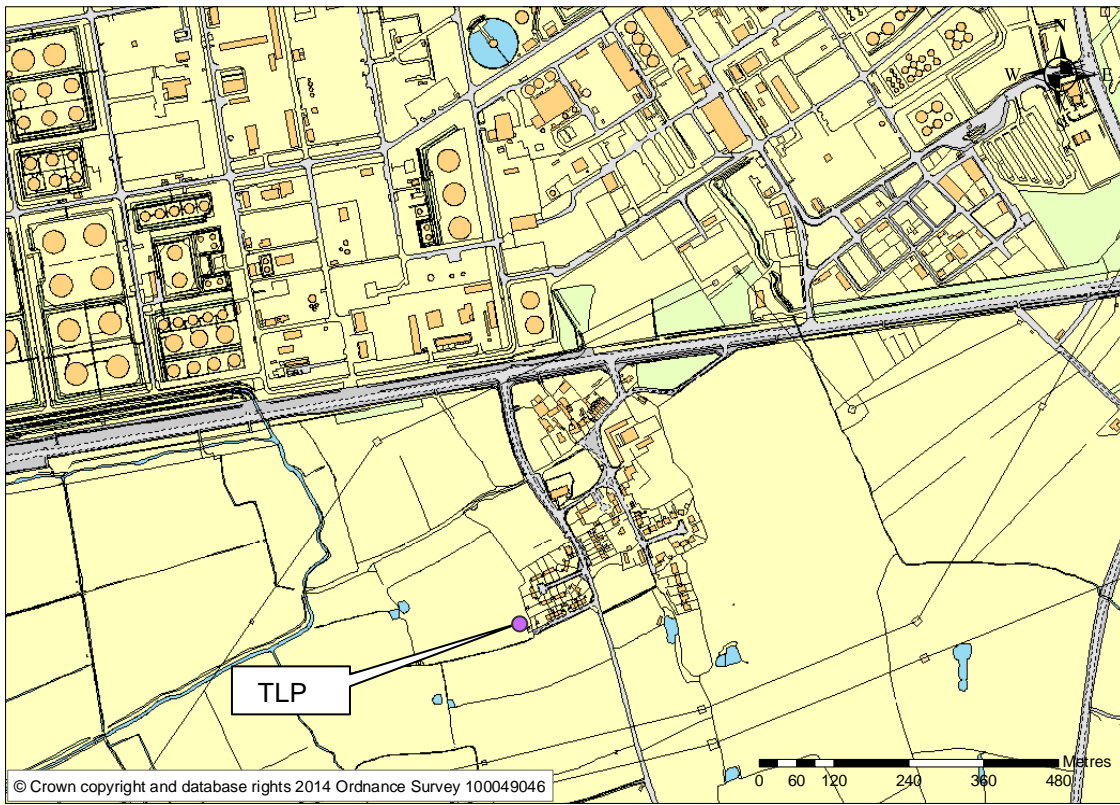 N
W E
TLP
Metres
0 60 120 240 360 480
© Crown copyright and database rights 2014 Ordnance Survey 100049046